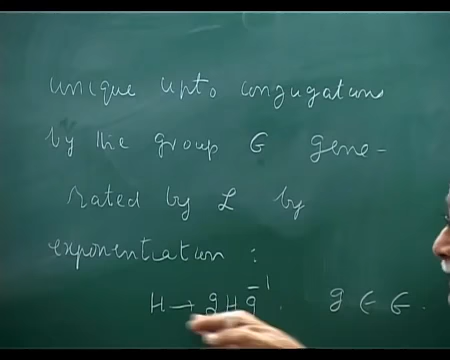 unique upto conjugation
by the group G gene-
rated by L by
exponentiation :
H → g H g⁻¹. g ∈ G.